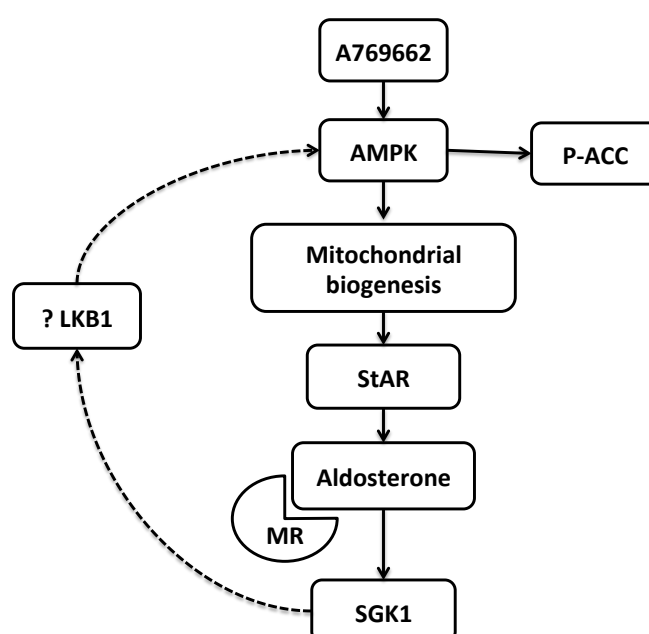 A769662
AMPK
P-ACC
Mitochondrial
biogenesis
? LKB1
StAR
Aldosterone
MR
SGK1